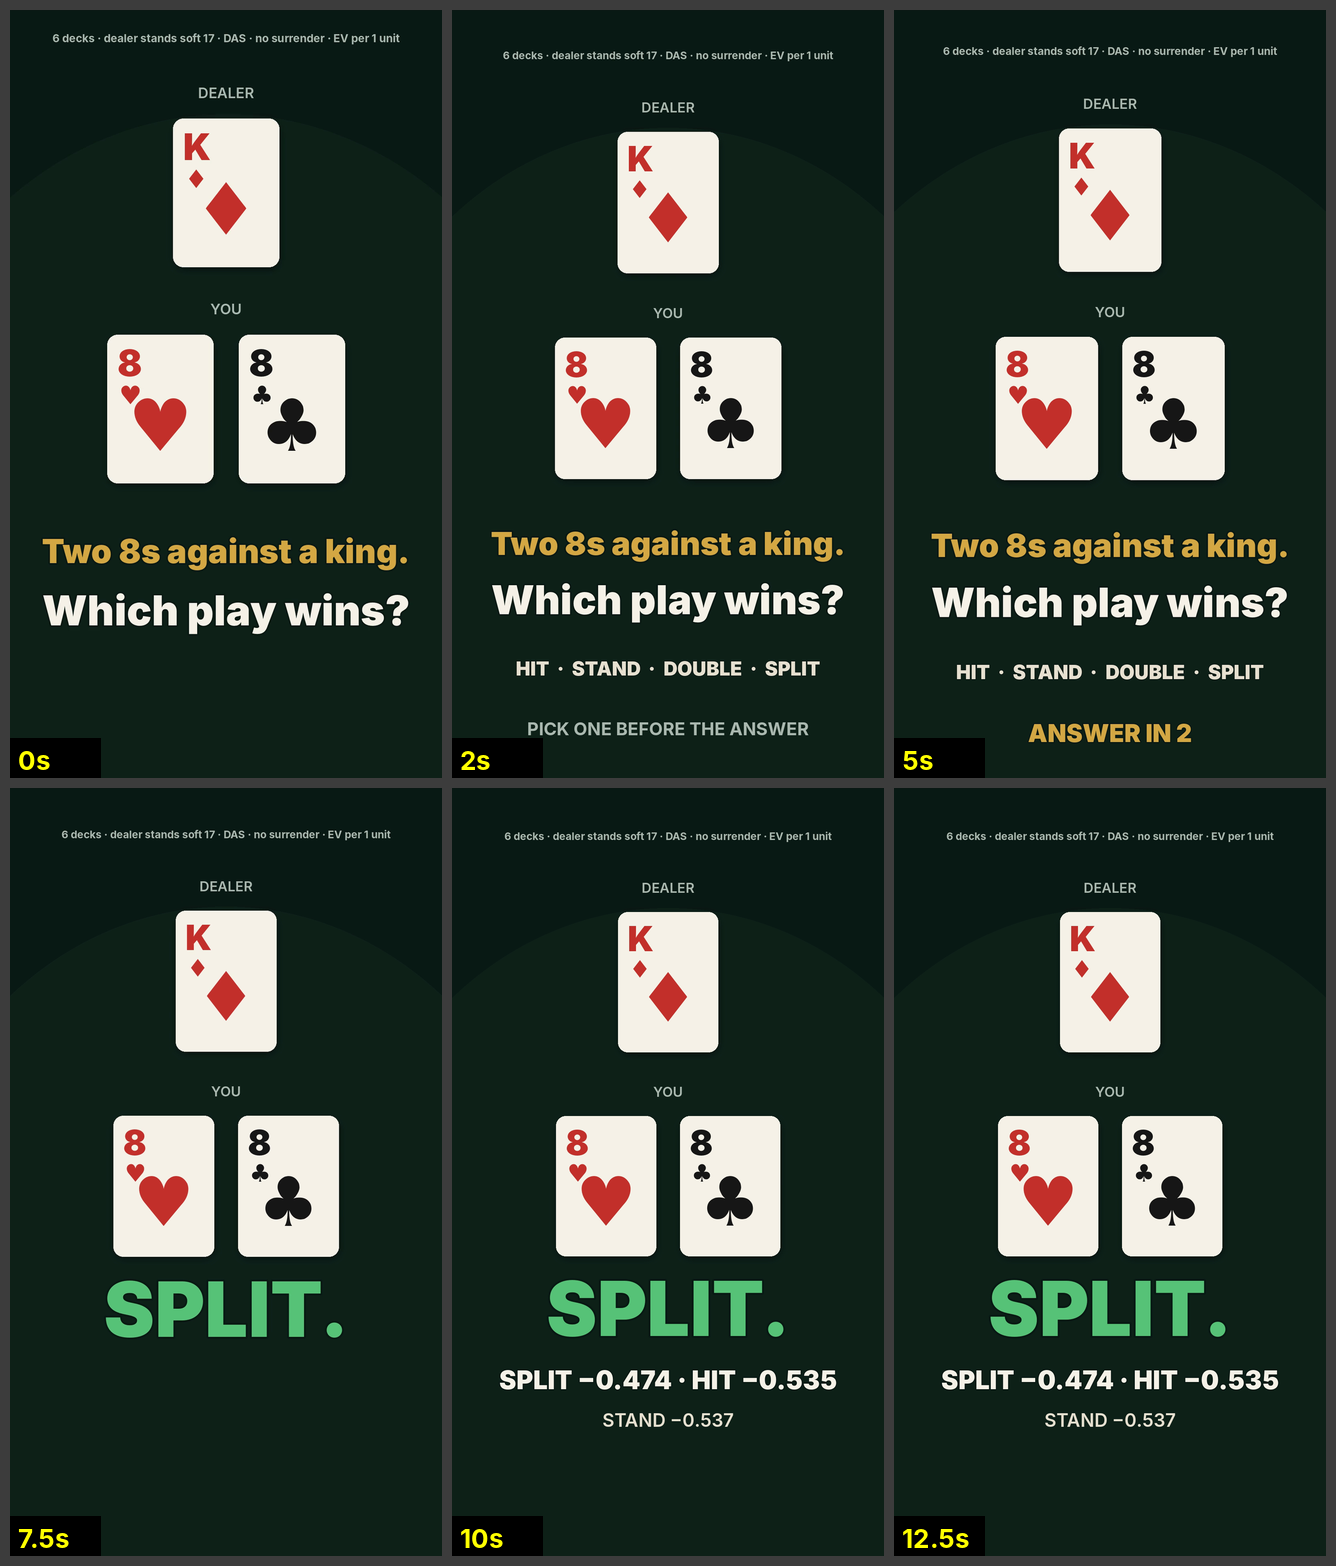 6 decks · dealer stands soft 17 · DAS · no surrender · EV per 1 unit
DEALER
K
YOU
8 8
Two 8s against a king.
Which play wins?
0s
6 decks · dealer stands soft 17 · DAS · no surrender · EV per 1 unit
DEALER
K
YOU
8 8
Two 8s against a king.
Which play wins?
HIT · STAND · DOUBLE · SPLIT
PICK ONE BEFORE THE ANSWER
2s
6 decks · dealer stands soft 17 · DAS · no surrender · EV per 1 unit
DEALER
K
YOU
8 8
Two 8s against a king.
Which play wins?
HIT · STAND · DOUBLE · SPLIT
ANSWER IN 2
5s
6 decks · dealer stands soft 17 · DAS · no surrender · EV per 1 unit
DEALER
K
YOU
8 8
SPLIT.
7.5s
6 decks · dealer stands soft 17 · DAS · no surrender · EV per 1 unit
DEALER
K
YOU
8 8
SPLIT.
SPLIT −0.474 · HIT −0.535
STAND −0.537
10s
6 decks · dealer stands soft 17 · DAS · no surrender · EV per 1 unit
DEALER
K
YOU
8 8
SPLIT.
SPLIT −0.474 · HIT −0.535
STAND −0.537
12.5s